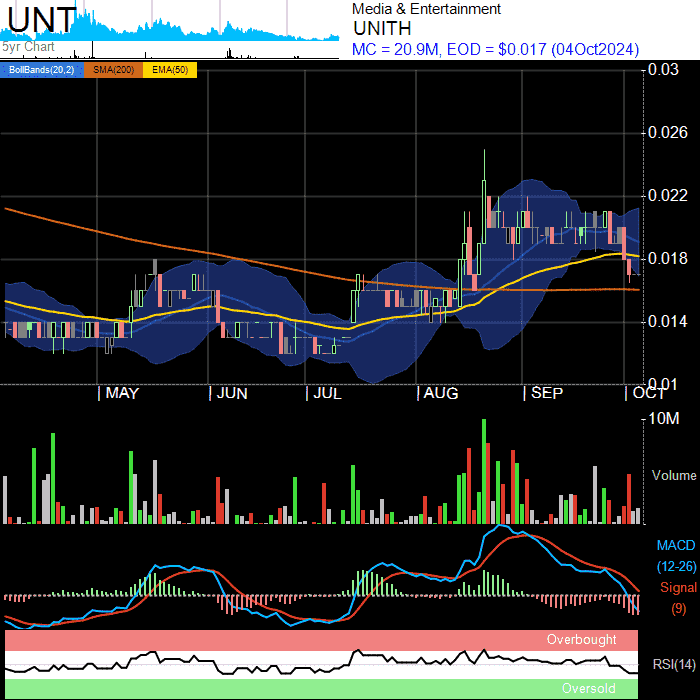 UNT
5yr Chart
Media & Entertainment
UNITH
MC = 20.9M, EOD = $0.017 (04Oct2024)
BollBands(20,2) SMA(200) EMA(50)
0.03
0.026
0.022
0.018
0.014
0.01
MAY JUN JUL AUG SEP OCT
10M
Volume
MACD
(12-26)
Signal
(9)
Overbought
RSI(14)
Oversold